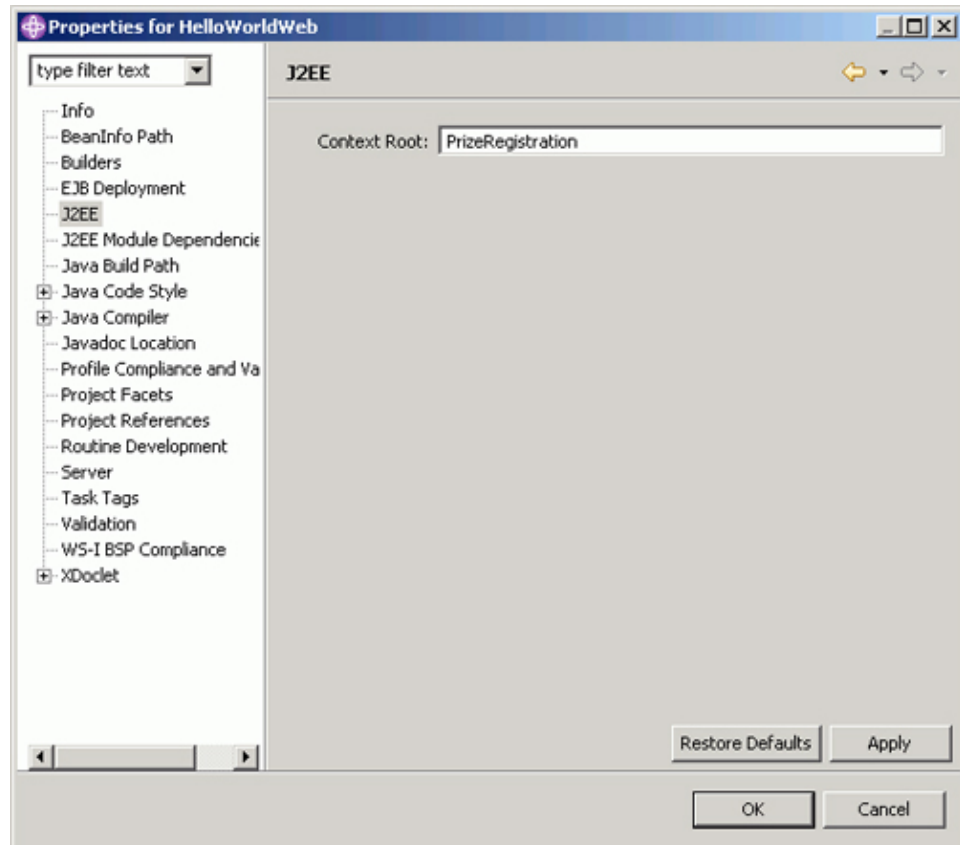 Properties for HelloWorldWeb
type filter text
J2EE
Info
BeanInfo Path
Builders
EJB Deployment
J2EE
J2EE Module Dependencie
Java Build Path
Java Code Style
Java Compiler
Javadoc Location
Profile Compliance and Va
Project Facets
Project References
Routine Development
Server
Task Tags
Validation
WS-I BSP Compliance
XDoclet
Context Root: PrizeRegistration
Restore Defaults Apply
OK Cancel